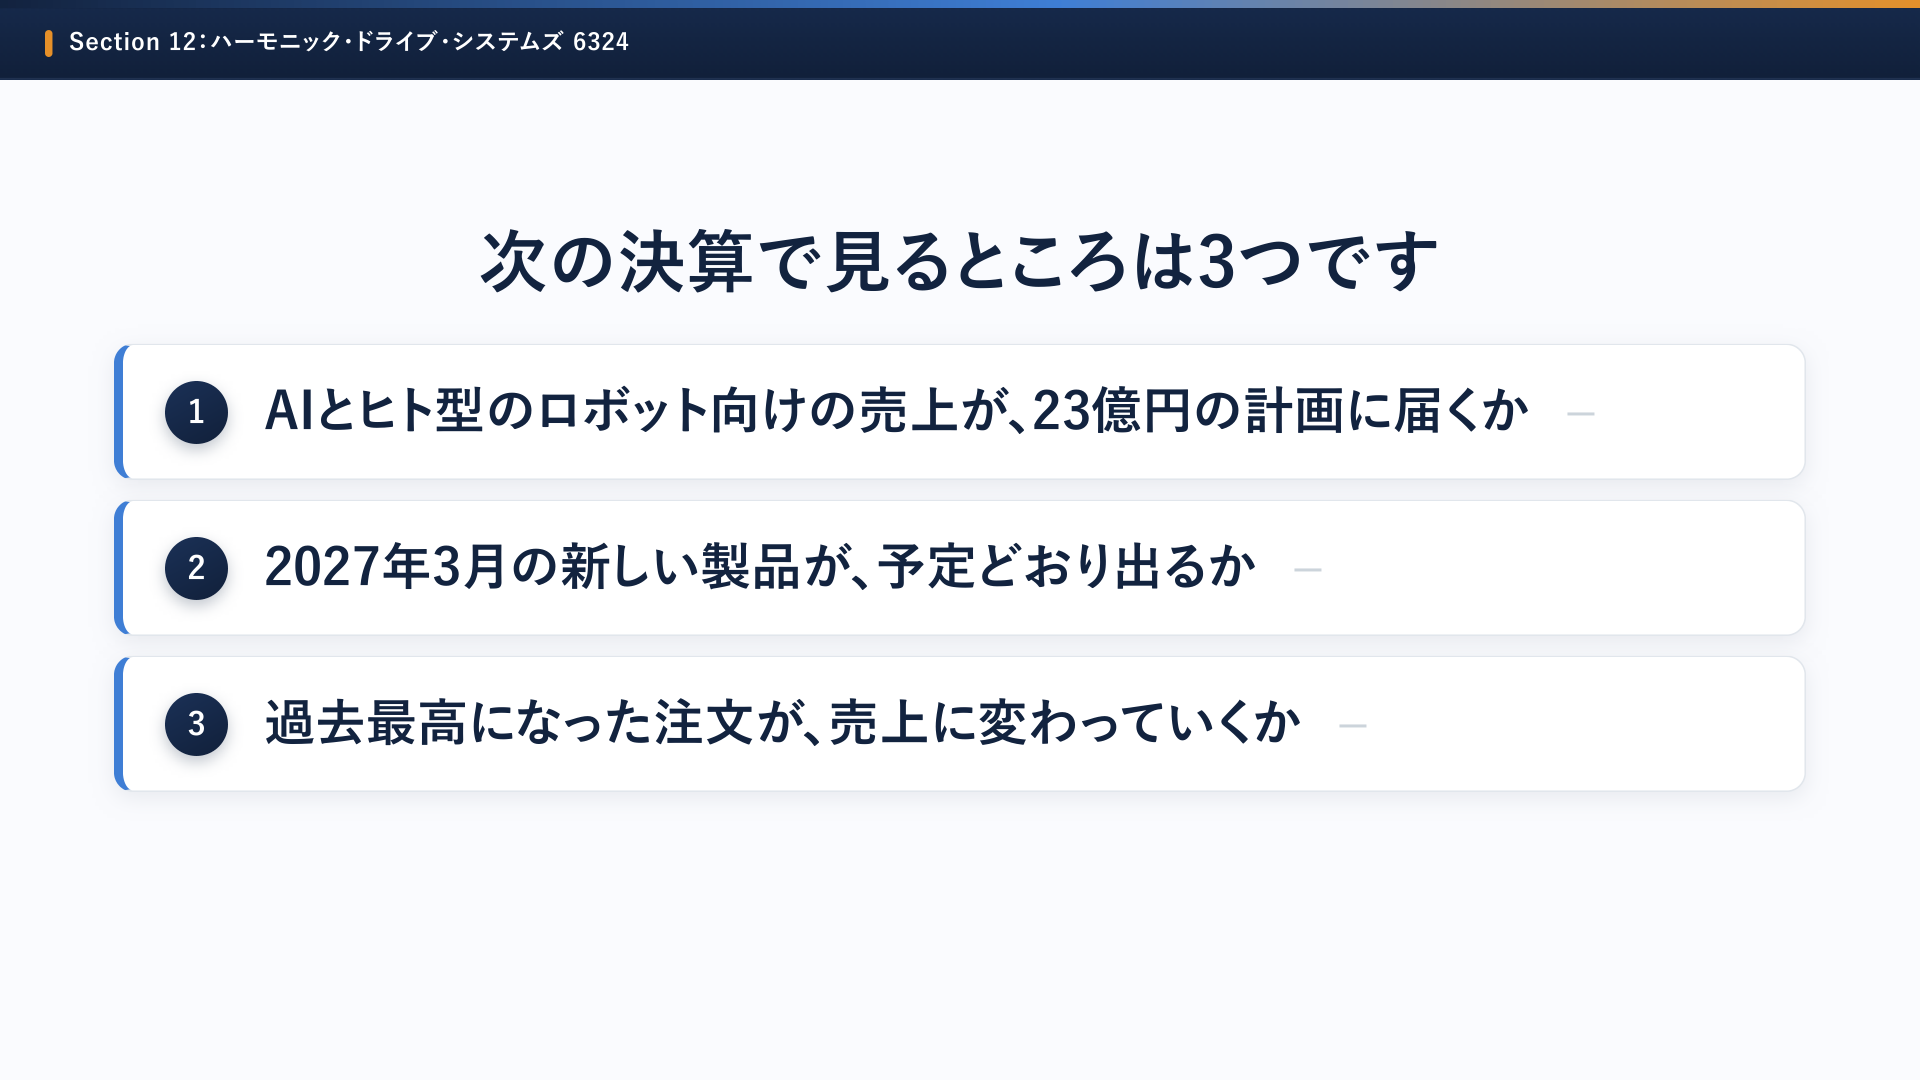 Section 12：ハーモニック・ドライブ・システムズ 6324
次の決算で見るところは3つです
1 AIとヒト型のロボット向けの売上が、23億円の計画に届くか —
2 2027年3月の新しい製品が、予定どおり出るか —
3 過去最高になった注文が、売上に変わっていくか —